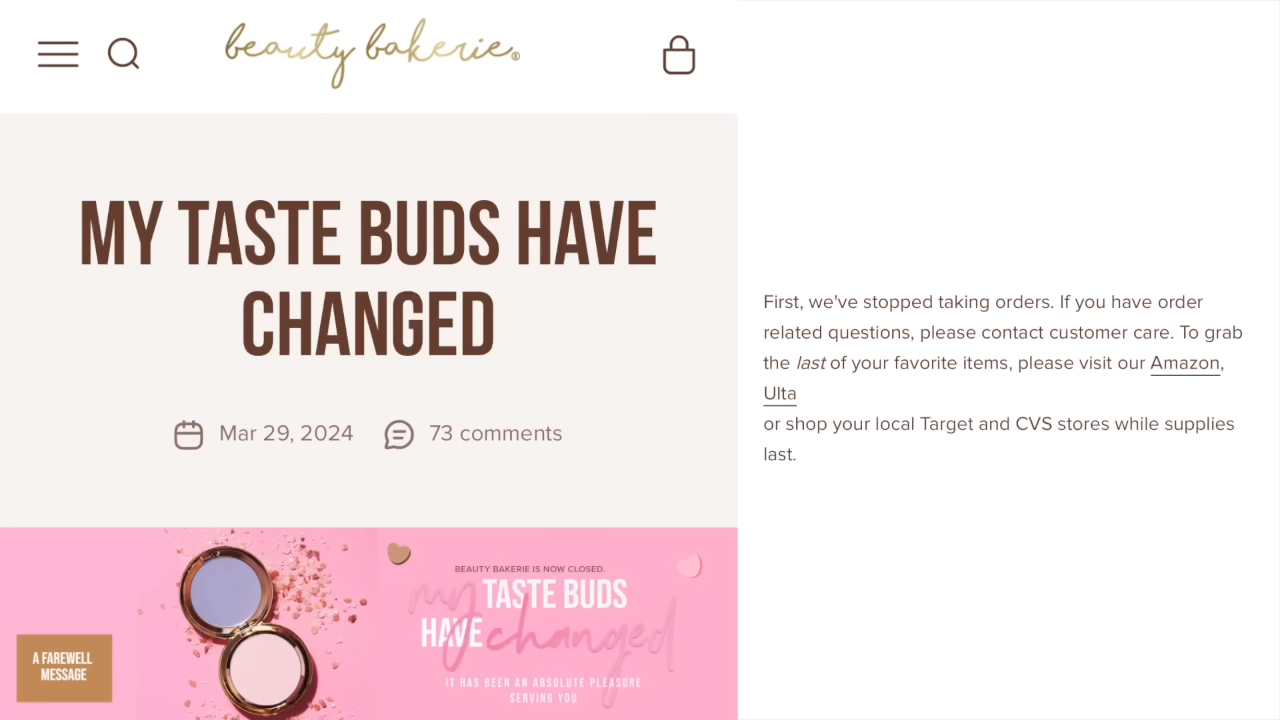 beauty bakerie®
MY TASTE BUDS HAVE
CHANGED
Mar 29, 2024 73 comments
A FAREWELL
MESSAGE
BEAUTY BAKERIE IS NOW CLOSED.
my TASTE BUDS
HAVE changed
IT HAS BEEN AN ABSOLUTE PLEASURE
SERVING YOU
First, we've stopped taking orders. If you have order
related questions, please contact customer care. To grab
the last of your favorite items, please visit our Amazon,
Ulta
or shop your local Target and CVS stores while supplies
last.